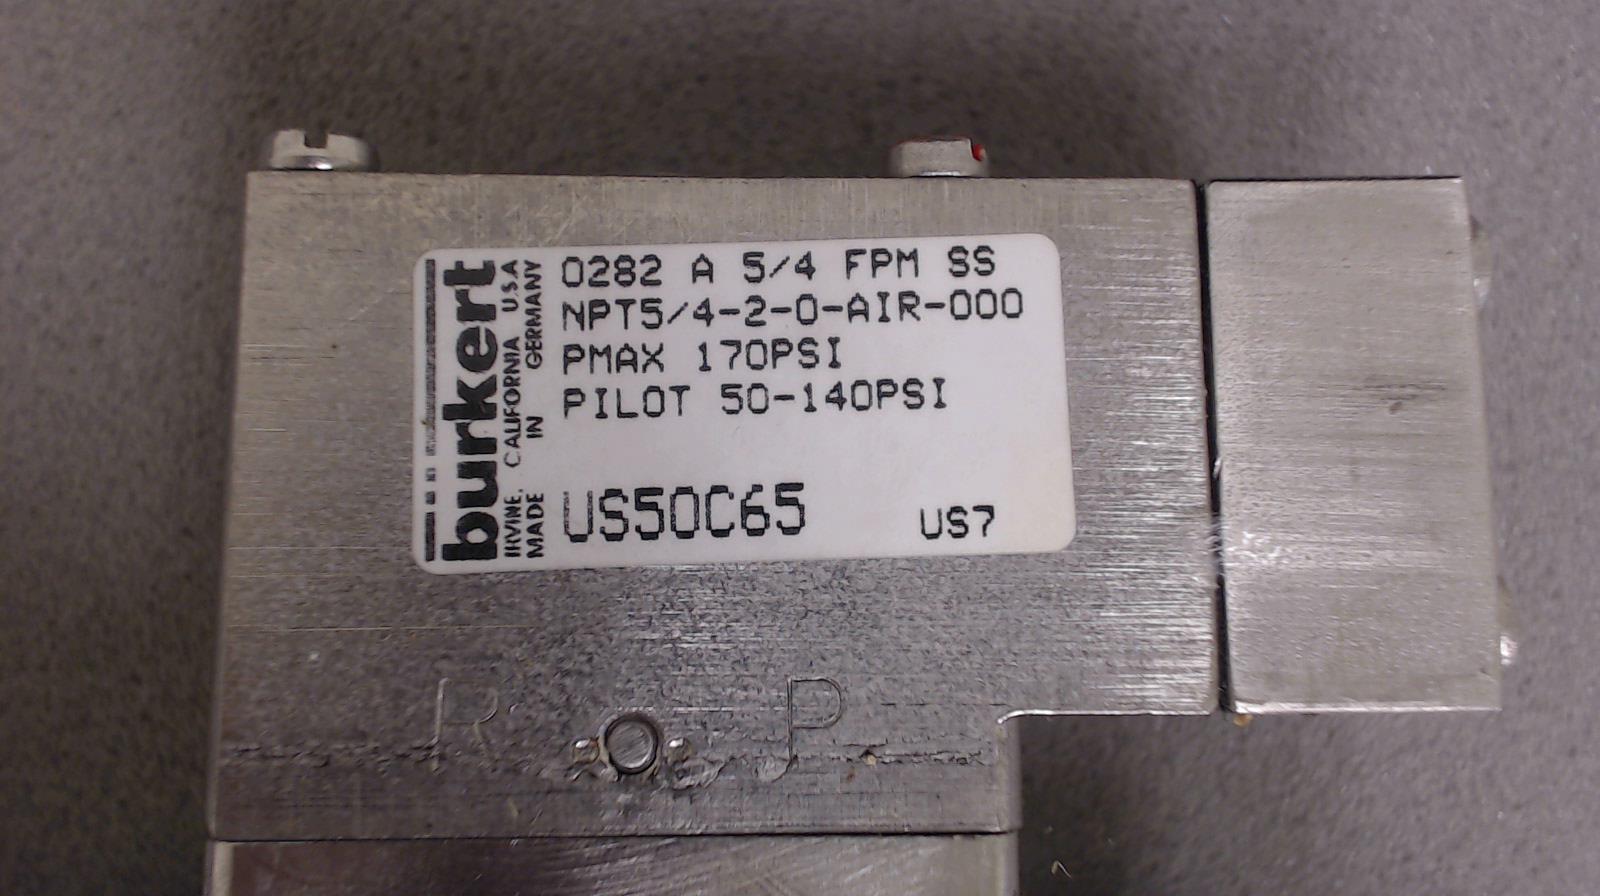 burkert
IRVINE, CALIFORNIA USA
MADE IN GERMANY
0282 A 5/4 FPM SS
NPT5/4-2-0-AIR-000
PMAX 170PSI
PILOT 50-140PSI
US50C65 US7
R P